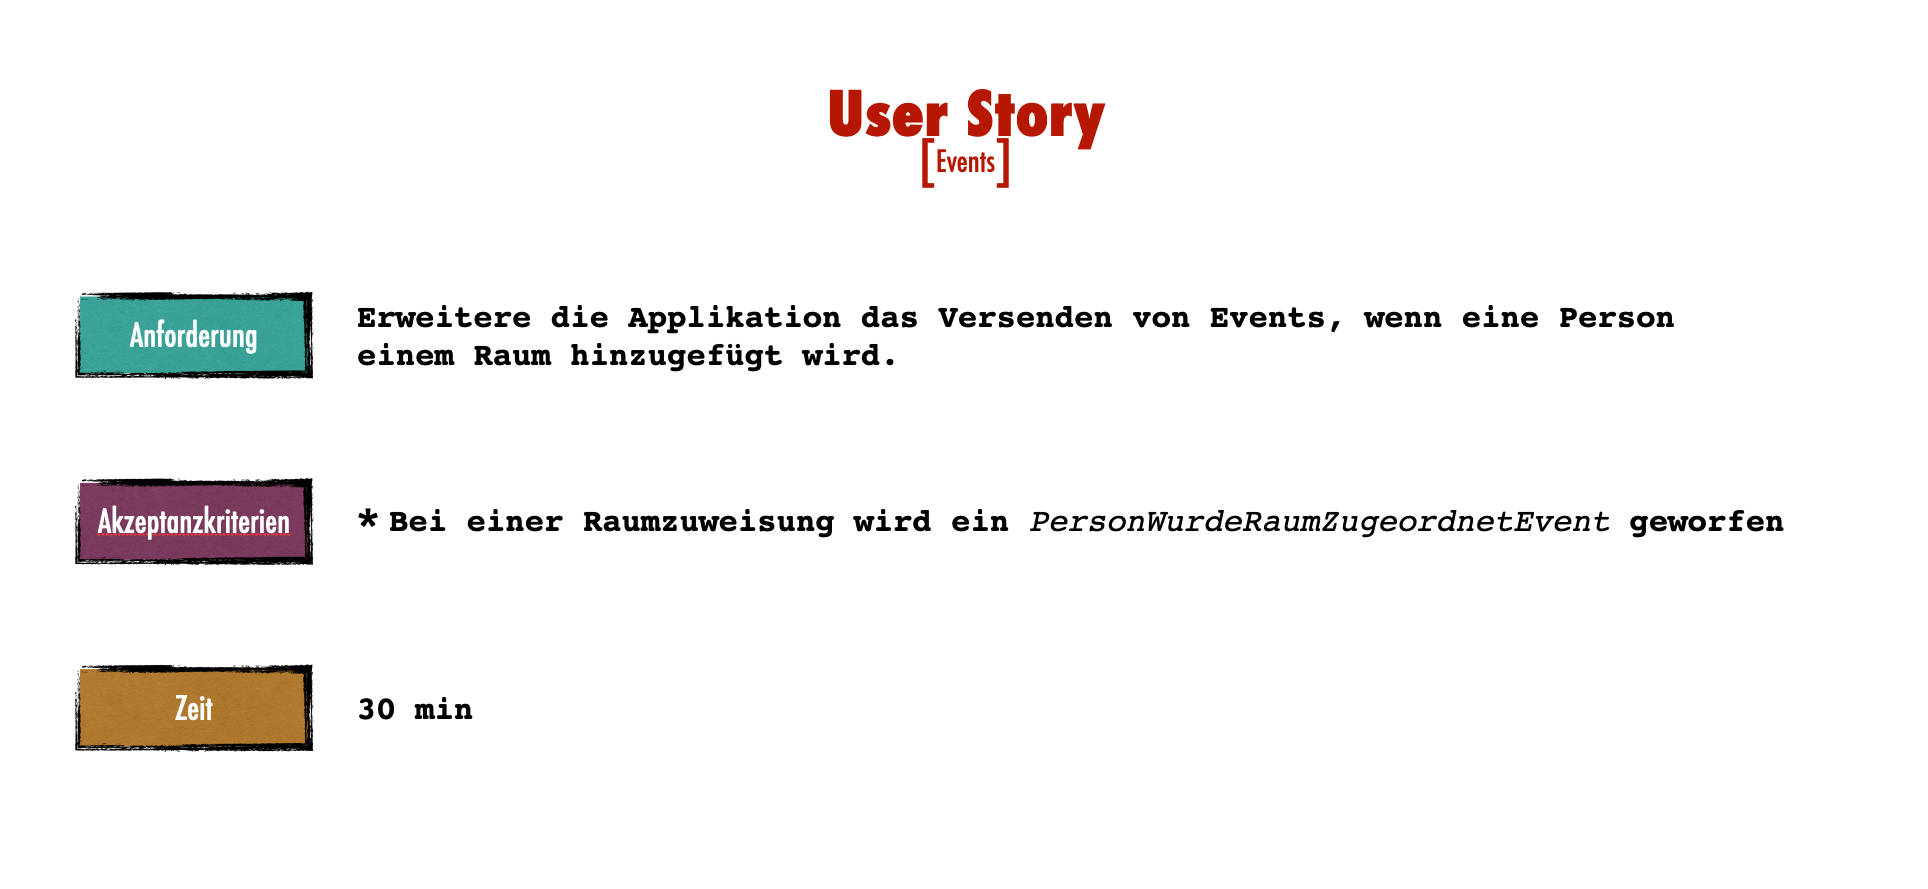 User Story
[Events]
Anforderung
Erweitere die Applikation das Versenden von Events, wenn eine Person
einem Raum hinzugefügt wird.
Akzeptanzkriterien
* Bei einer Raumzuweisung wird ein PersonWurdeRaumZugeordnetEvent geworfen
Zeit
30 min